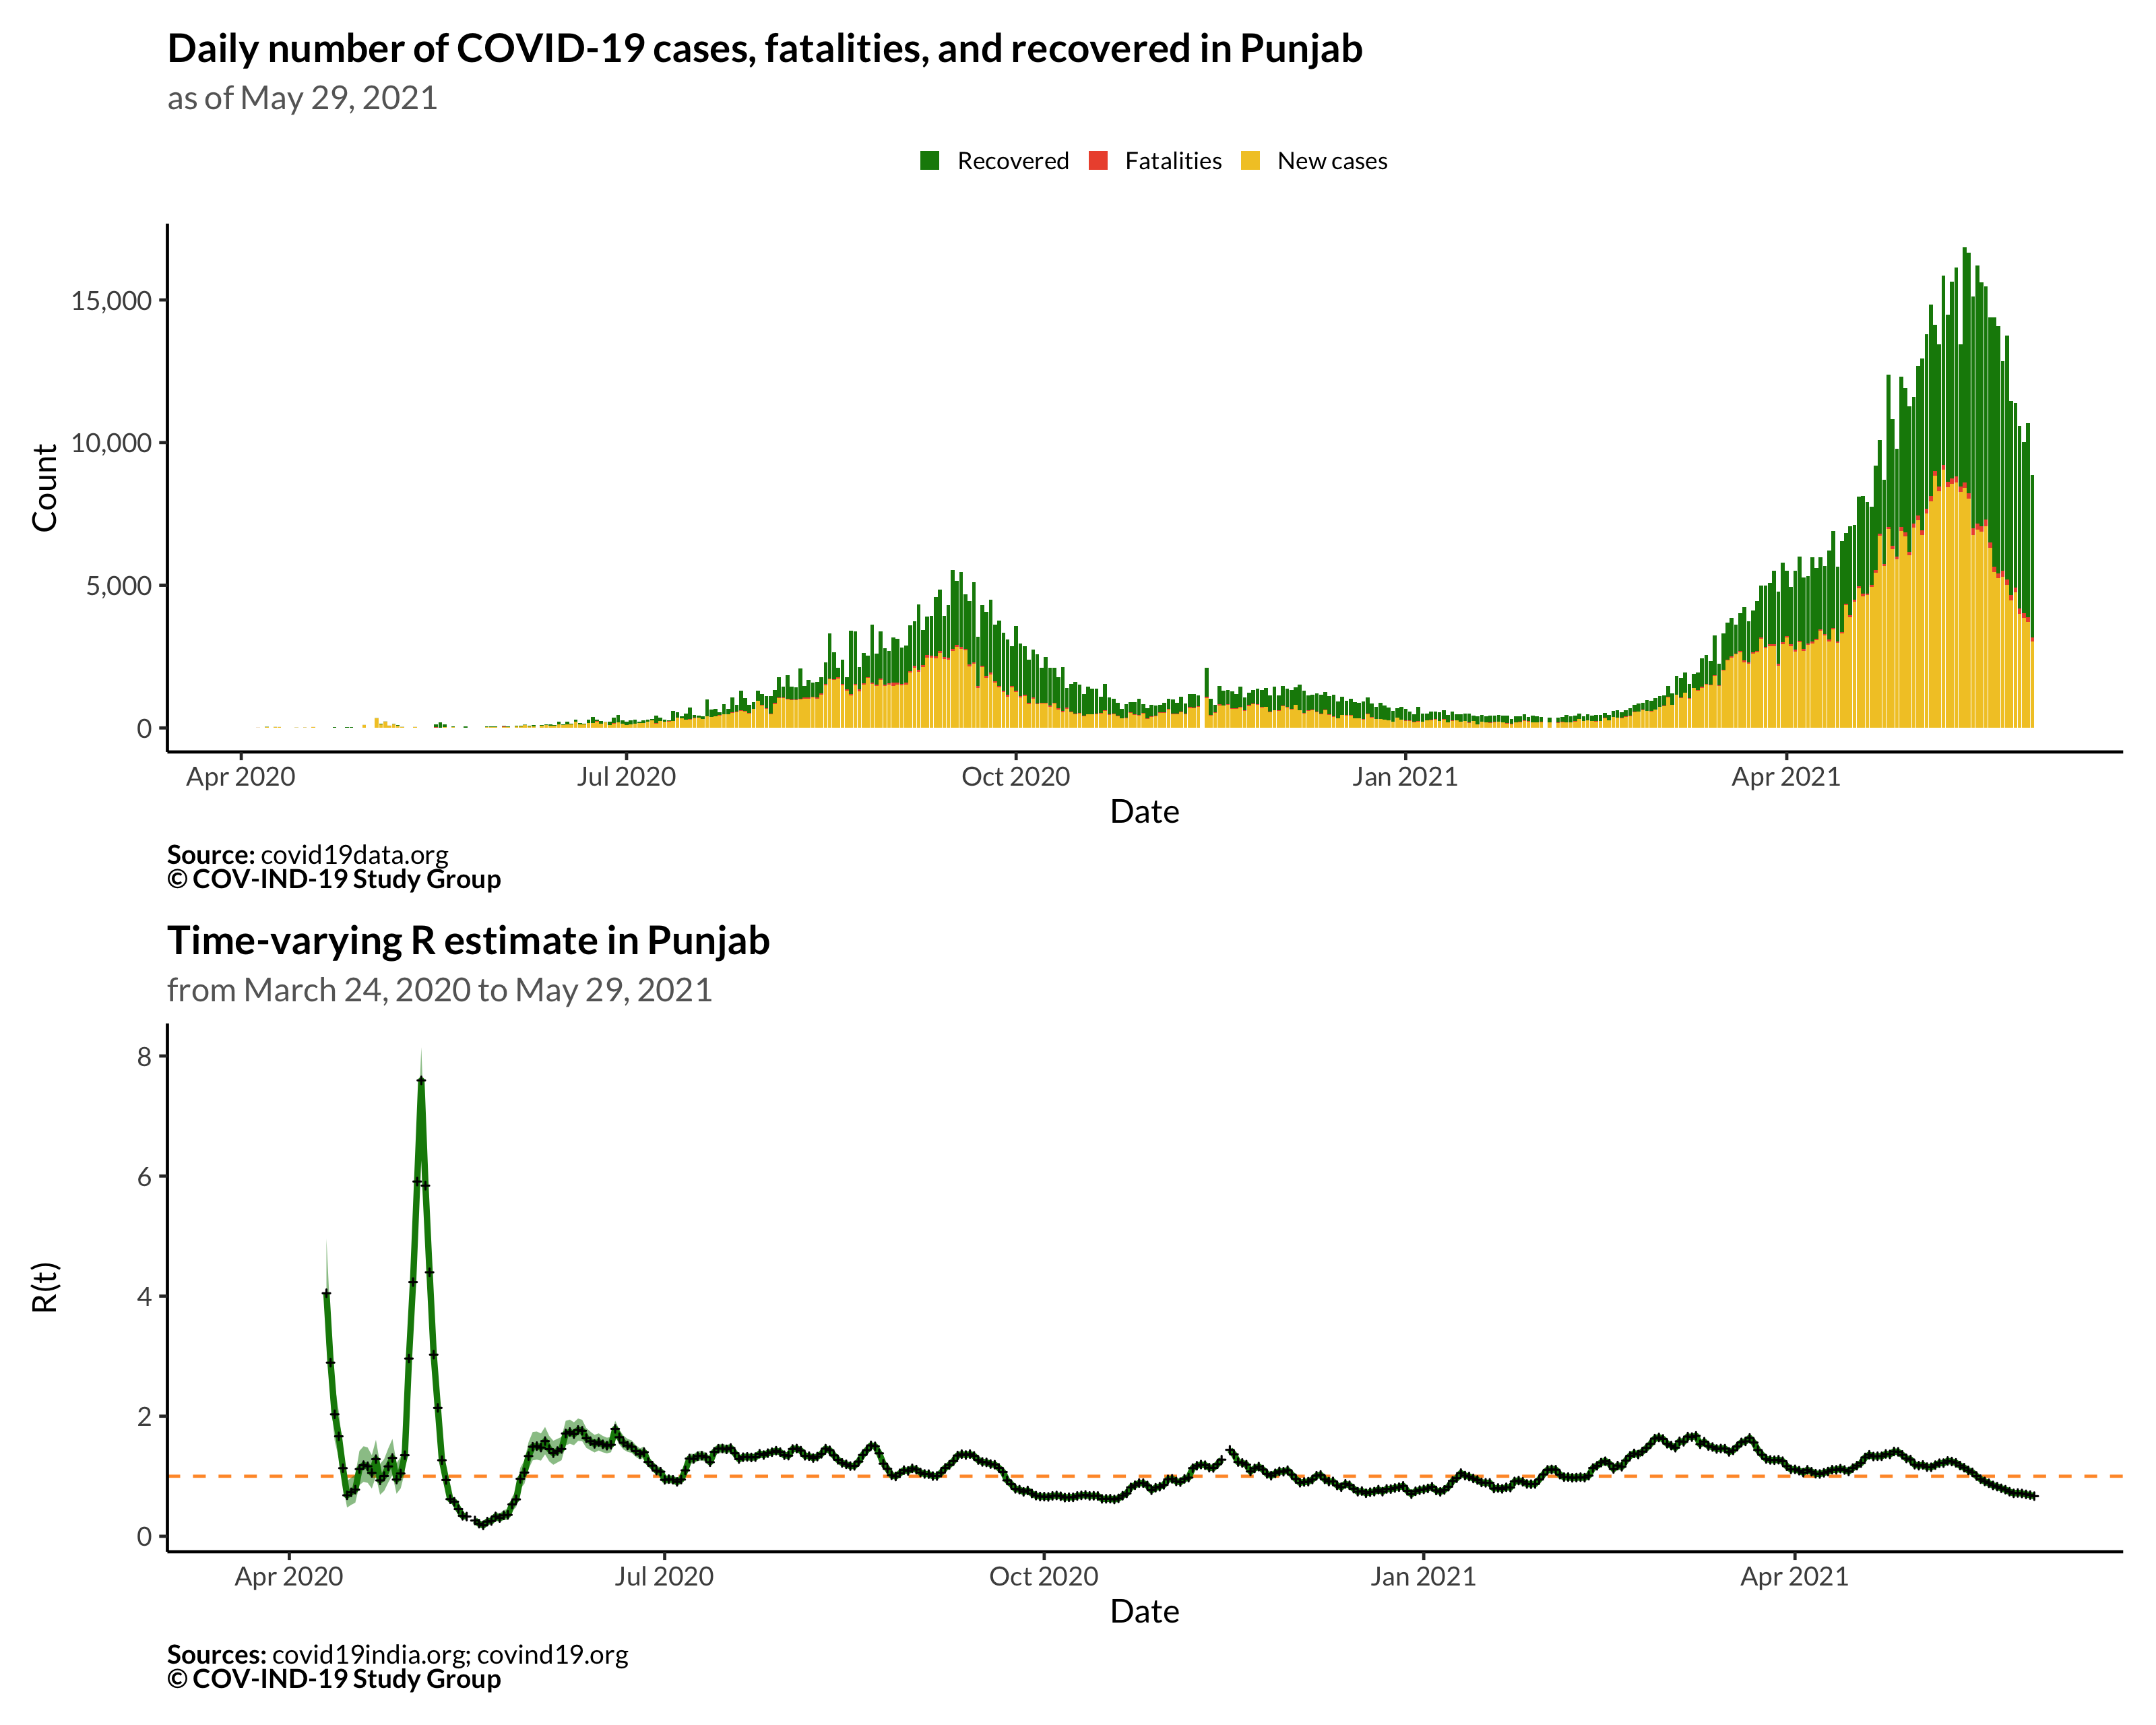 Daily number of COVID-19 cases, fatalities, and recovered in Punjab
as of May 29, 2021
Recovered Fatalities New cases
Count
15,000
10,000
5,000
0
Apr 2020 Jul 2020 Oct 2020 Jan 2021 Apr 2021
Date
Source: covid19data.org
© COV-IND-19 Study Group
Time-varying R estimate in Punjab
from March 24, 2020 to May 29, 2021
R(t)
8
6
4
2
0
Apr 2020 Jul 2020 Oct 2020 Jan 2021 Apr 2021
Date
Sources: covid19india.org; covind19.org
© COV-IND-19 Study Group